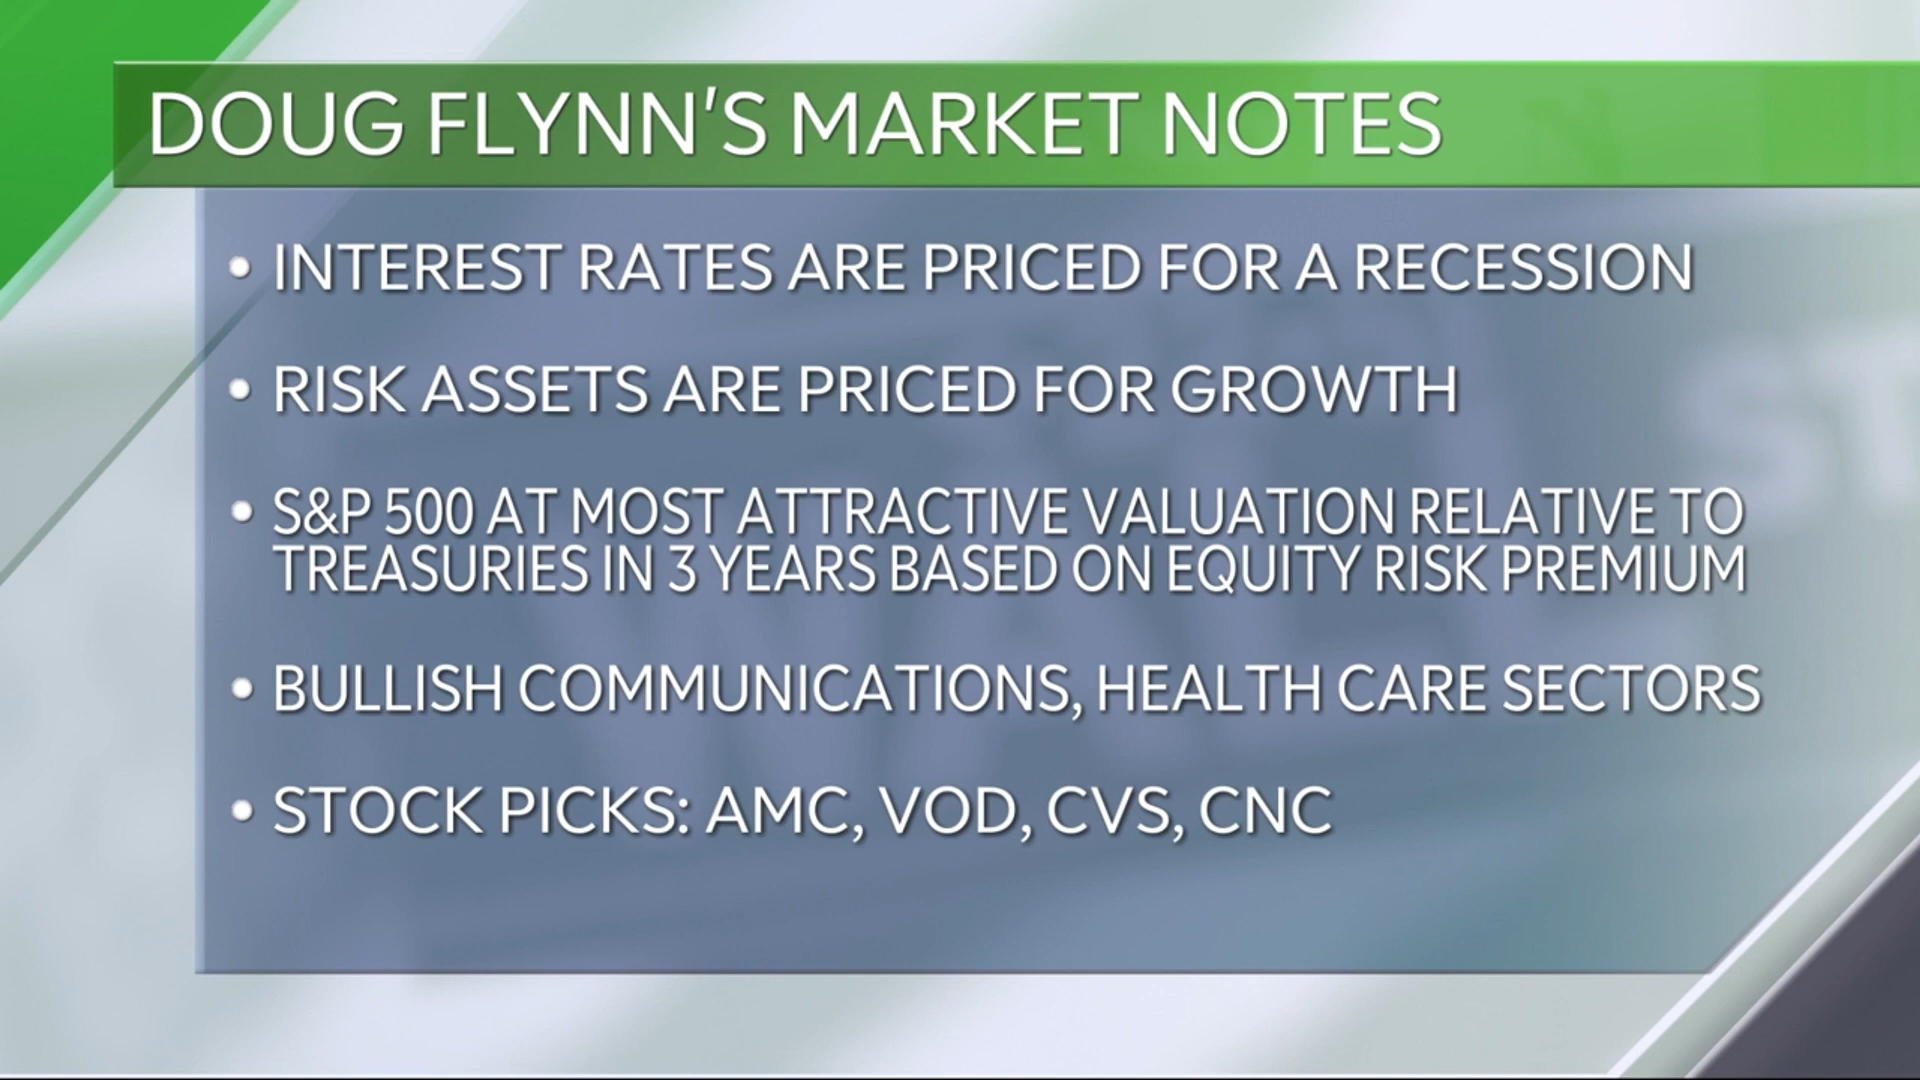 DOUG FLYNN'S MARKET NOTES
• INTEREST RATES ARE PRICED FOR A RECESSION
• RISK ASSETS ARE PRICED FOR GROWTH
• S&P 500 AT MOST ATTRACTIVE VALUATION RELATIVE TO
TREASURIES IN 3 YEARS BASED ON EQUITY RISK PREMIUM
• BULLISH COMMUNICATIONS, HEALTH CARE SECTORS
• STOCK PICKS: AMC, VOD, CVS, CNC
WALL ST